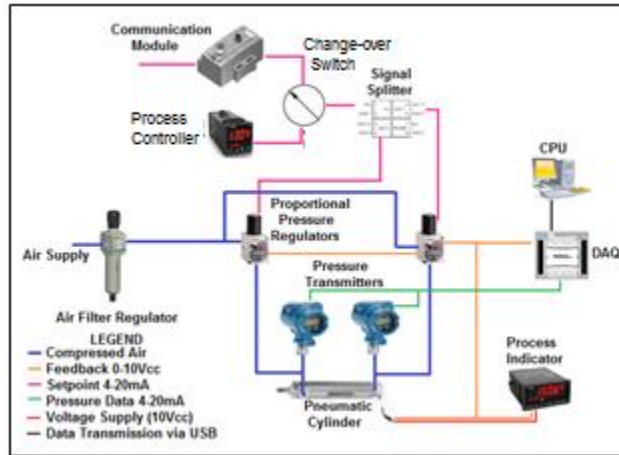 Communication
Module
Change-over
Switch
Signal
Splitter
Process
Controller
CPU
Proportional
Pressure
Regulators
Air Supply
DAQ
Pressure
Transmitters
Air Filter Regulator
LEGEND
Compressed Air
Feedback 0-10Vcc
Setpoint 4-20mA
Pressure Data 4-20mA
Voltage Supply (10Vcc)
Data Transmission via USB
Process
Indicator
Pneumatic
Cylinder